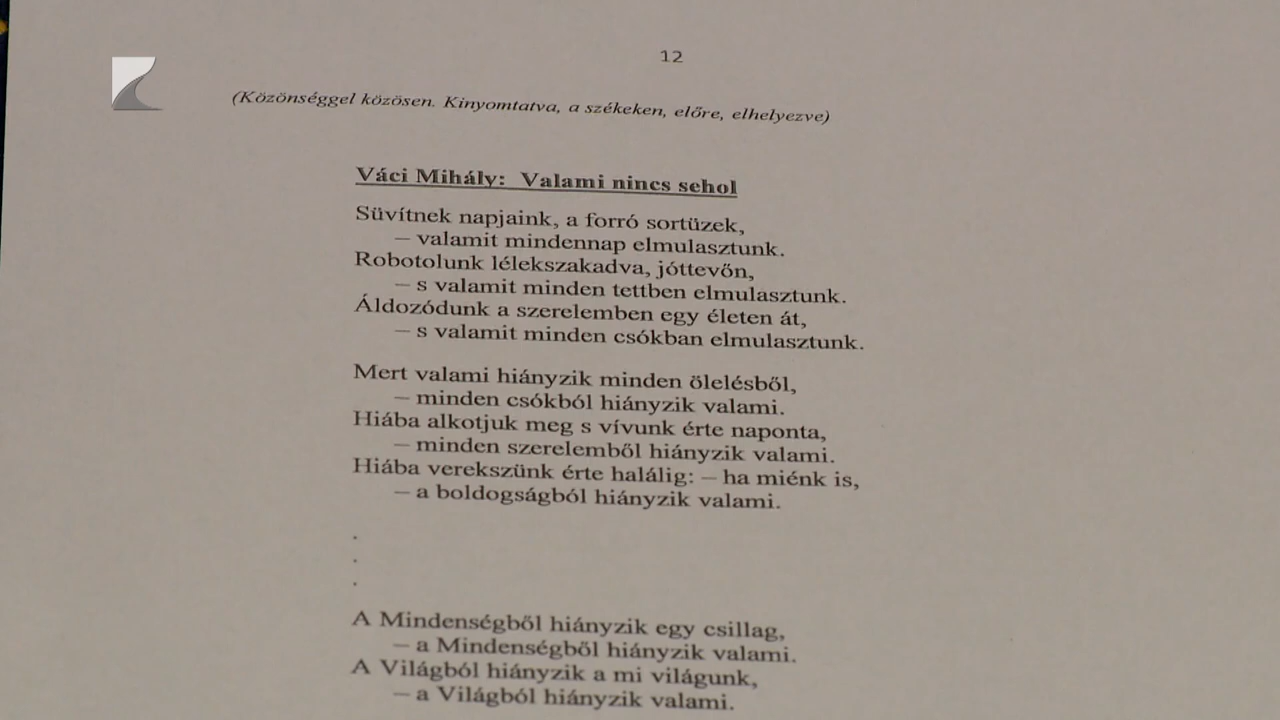 12
(Közönséggel közösen. Kinyomtatva, a székeken, előre, elhelyezve)
Váci Mihály: Valami nincs sehol
Süvítnek napjaink, a forró sortüzek,
– valamit mindennap elmulasztunk.
Robotolunk lélekszakadva, jóttevőn,
– s valamit minden tettben elmulasztunk.
Áldozódunk a szerelemben egy életen át,
– s valamit minden csókban elmulasztunk.
Mert valami hiányzik minden ölelésből,
– minden csókból hiányzik valami.
Hiába alkotjuk meg s vívunk érte naponta,
– minden szerelemből hiányzik valami.
Hiába verekszünk érte halálig: – ha miénk is,
– a boldogságból hiányzik valami.
.
.
.
A Mindenségből hiányzik egy csillag,
– a Mindenségből hiányzik valami.
A Világból hiányzik a mi világunk,
– a Világból hiányzik valami.